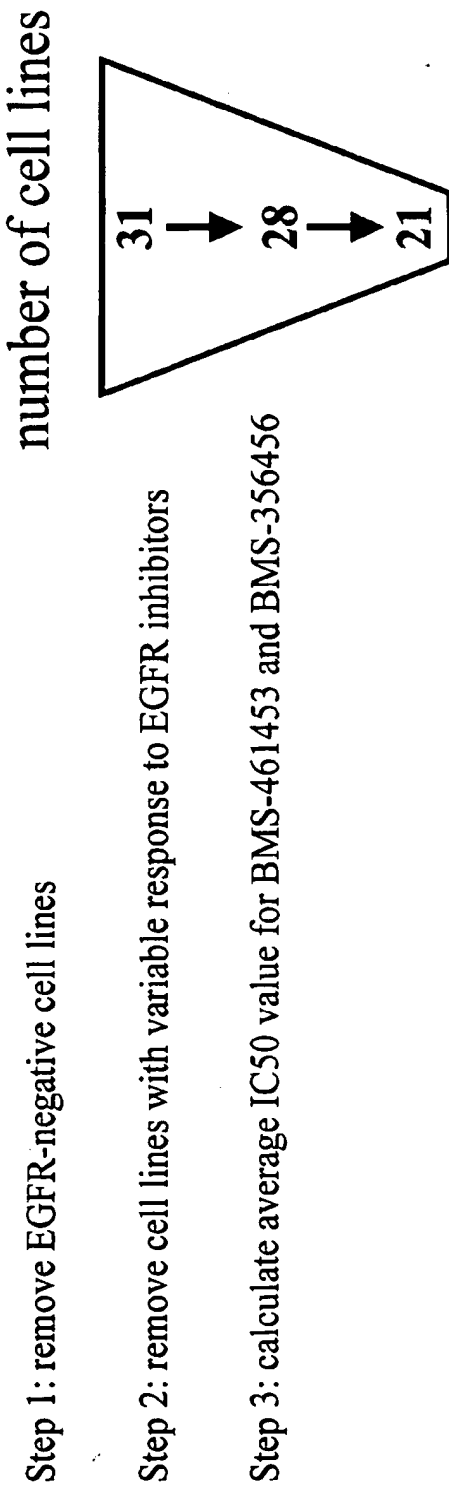 number of cell lines
Step 1: remove EGFR-negative cell lines
31
Step 2: remove cell lines with variable response to EGFR inhibitors
28
Step 3: calculate average IC50 value for BMS-461453 and BMS-356456
21